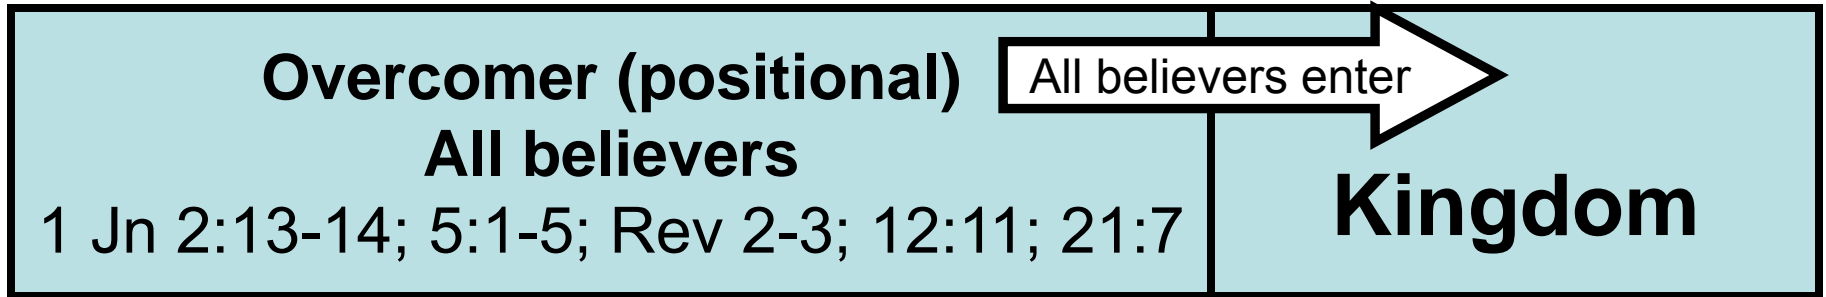 Overcomer (positional)
All believers
1 Jn 2:13-14; 5:1-5; Rev 2-3; 12:11; 21:7
All believers enter
Kingdom